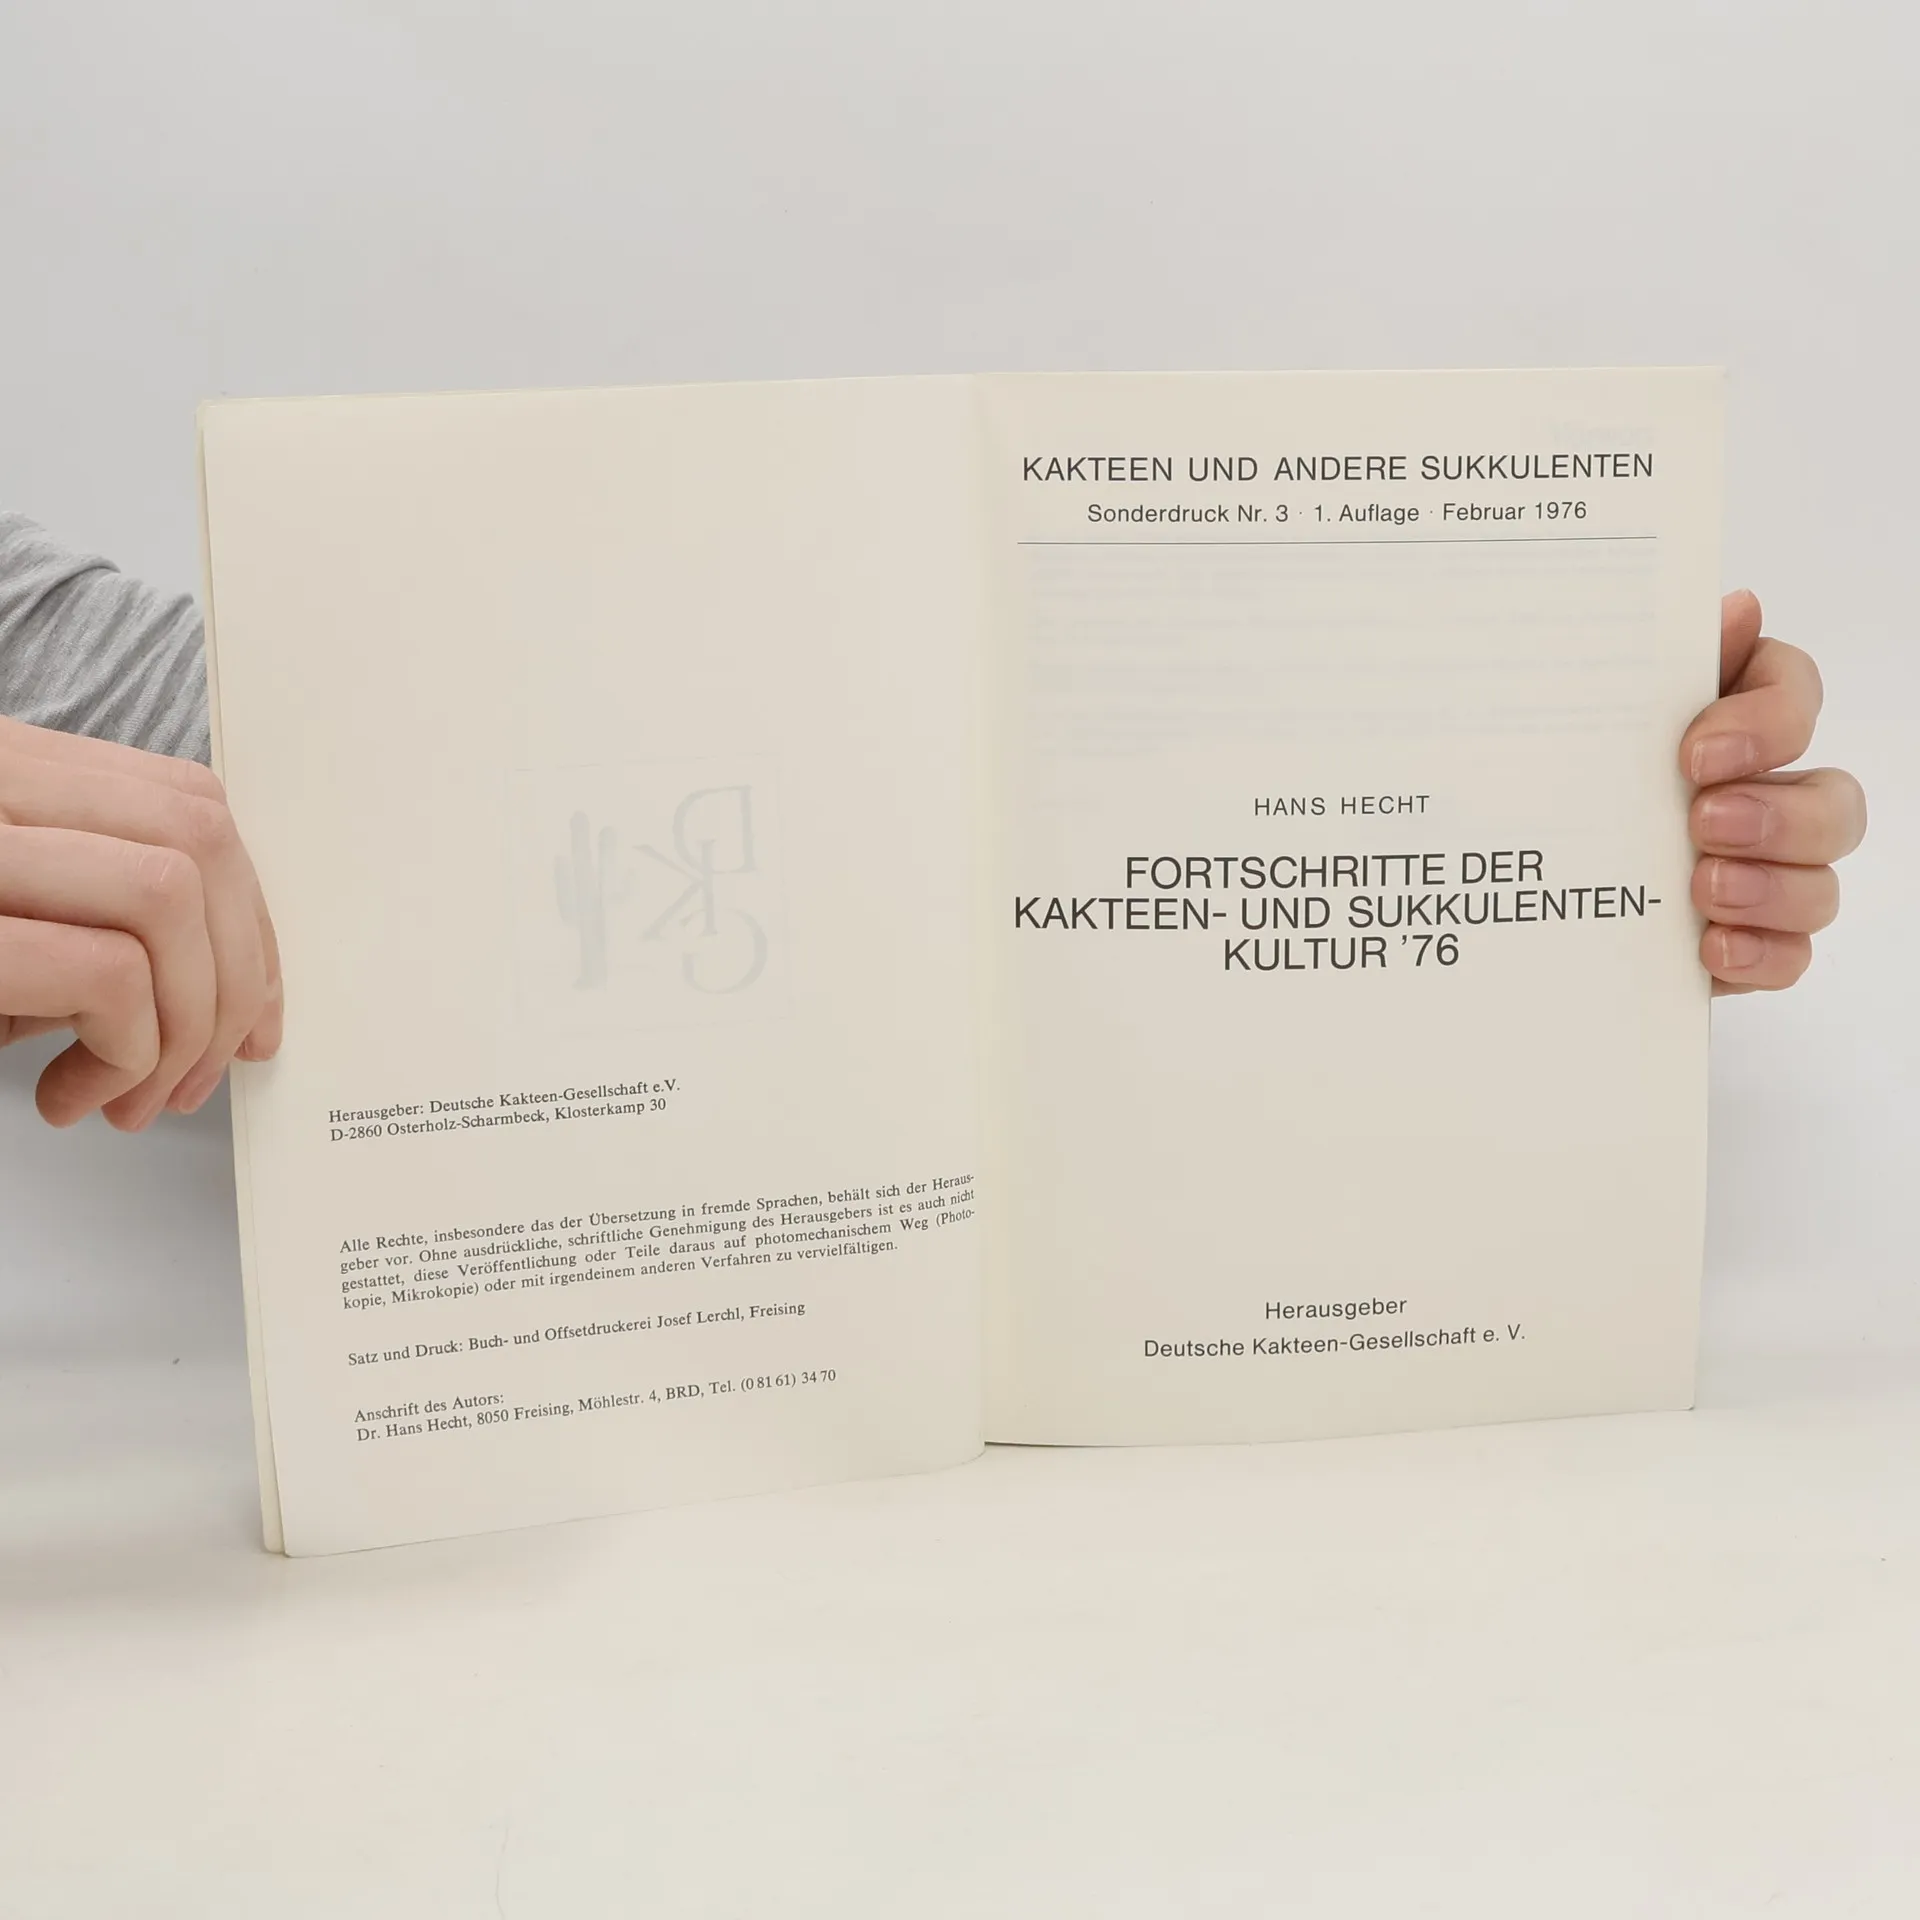 Herausgeber: Deutsche Kakteen-Gesellschaft e.V.
D-2860 Osterholz-Scharmbeck, Klosterkamp 30
Alle Rechte, insbesondere das der Übersetzung in fremde Sprachen, behält sich der Heraus-
geber vor. Ohne ausdrückliche, schriftliche Genehmigung des Herausgebers ist es auch nicht
gestattet, diese Veröffentlichung oder Teile daraus auf photomechanischem Weg (Photo-
kopie, Mikrokopie) oder mit irgendeinem anderen Verfahren zu vervielfältigen.
Satz und Druck: Buch- und Offsetdruckerei Josef Lerchl, Freising
Anschrift des Autors:
Dr. Hans Hecht, 8050 Freising, Möhlestr. 4, BRD, Tel. (0 81 61) 34 70
KAKTEEN UND ANDERE SUKKULENTEN
Sonderdruck Nr. 3 · 1. Auflage · Februar 1976
HANS HECHT
FORTSCHRITTE DER
KAKTEEN- UND SUKKULENTEN-
KULTUR ’76
Herausgeber
Deutsche Kakteen-Gesellschaft e. V.